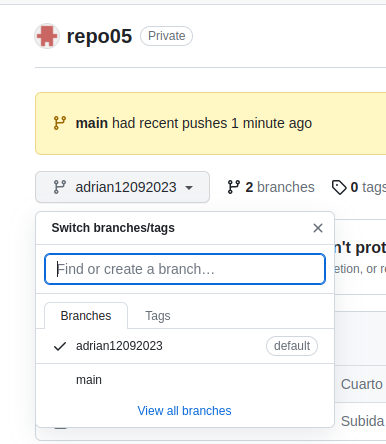 repo05 Private
main had recent pushes 1 minute ago
adrian12092023 2 branches 0 tags
Switch branches/tags
Find or create a branch...
Branches Tags
adrian12092023 default
main
View all branches
n't prot
etion, or r
Cuarto
Subida